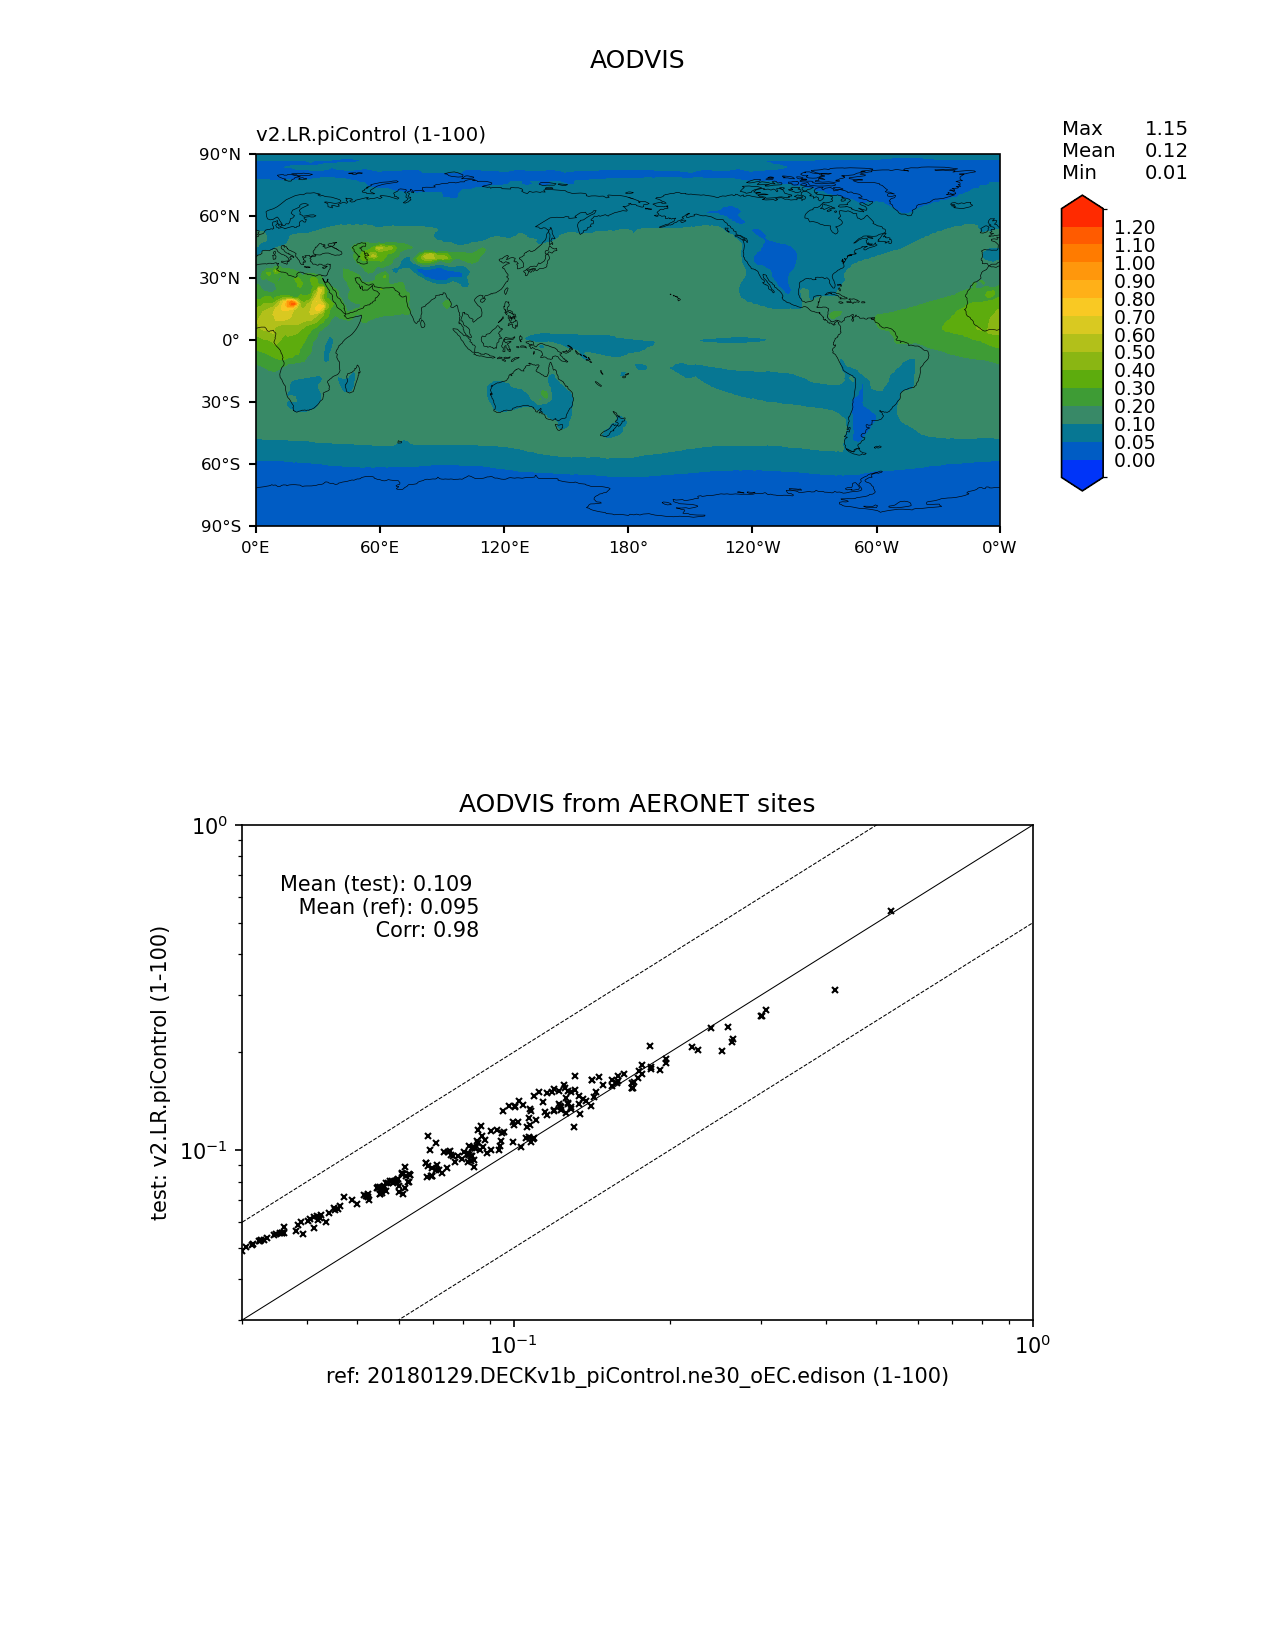 AODVIS
v2.LR.piControl (1-100)
Max 1.15
Mean 0.12
Min 0.01
90°N
60°N
30°N
0°
30°S
60°S
90°S
0°E 60°E 120°E 180° 120°W 60°W 0°W
1.20
1.10
1.00
0.90
0.80
0.70
0.60
0.50
0.40
0.30
0.20
0.10
0.05
0.00
AODVIS from AERONET sites
Mean (test): 0.109
Mean (ref): 0.095
Corr: 0.98
test: v2.LR.piControl (1-100)
10⁰
10⁻¹
10⁻¹ 10⁰
ref: 20180129.DECKv1b_piControl.ne30_oEC.edison (1-100)